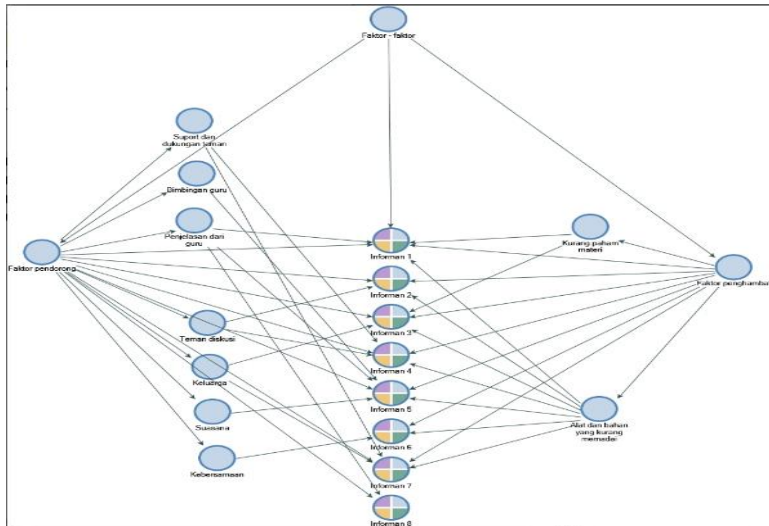 Faktor - faktor
Suport dan
dukungan teman
Bimbingan guru
Penjelasan dari
guru
Faktor pendorong
Teman diskusi
Keluarga
Suasana
Kebersamaan
Informan 1
Informan 2
Informan 3
Informan 4
Informan 5
Informan 6
Informan 7
Informan 8
Kurang paham
materi
Faktor penghambat
Alat dan bahan
yang kurang
memadai